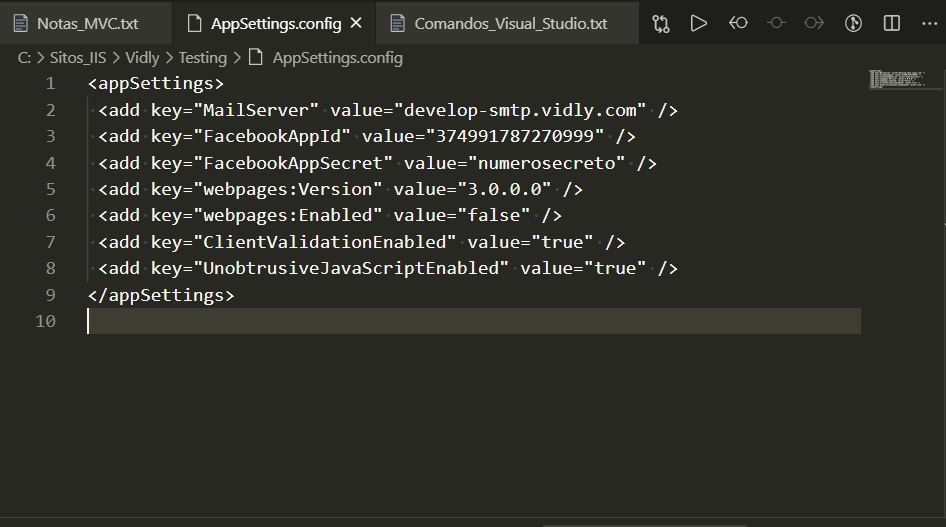 Notas_MVC.txt AppSettings.config Comandos_Visual_Studio.txt
C: > Sitos_IIS > Vidly > Testing > AppSettings.config
1 <appSettings>
2 <add key="MailServer" value="develop-smtp.vidly.com" />
3 <add key="FacebookAppId" value="374991787270999" />
4 <add key="FacebookAppSecret" value="numerosecreto" />
5 <add key="webpages:Version" value="3.0.0.0" />
6 <add key="webpages:Enabled" value="false" />
7 <add key="ClientValidationEnabled" value="true" />
8 <add key="UnobtrusiveJavaScriptEnabled" value="true" />
9 </appSettings>
10